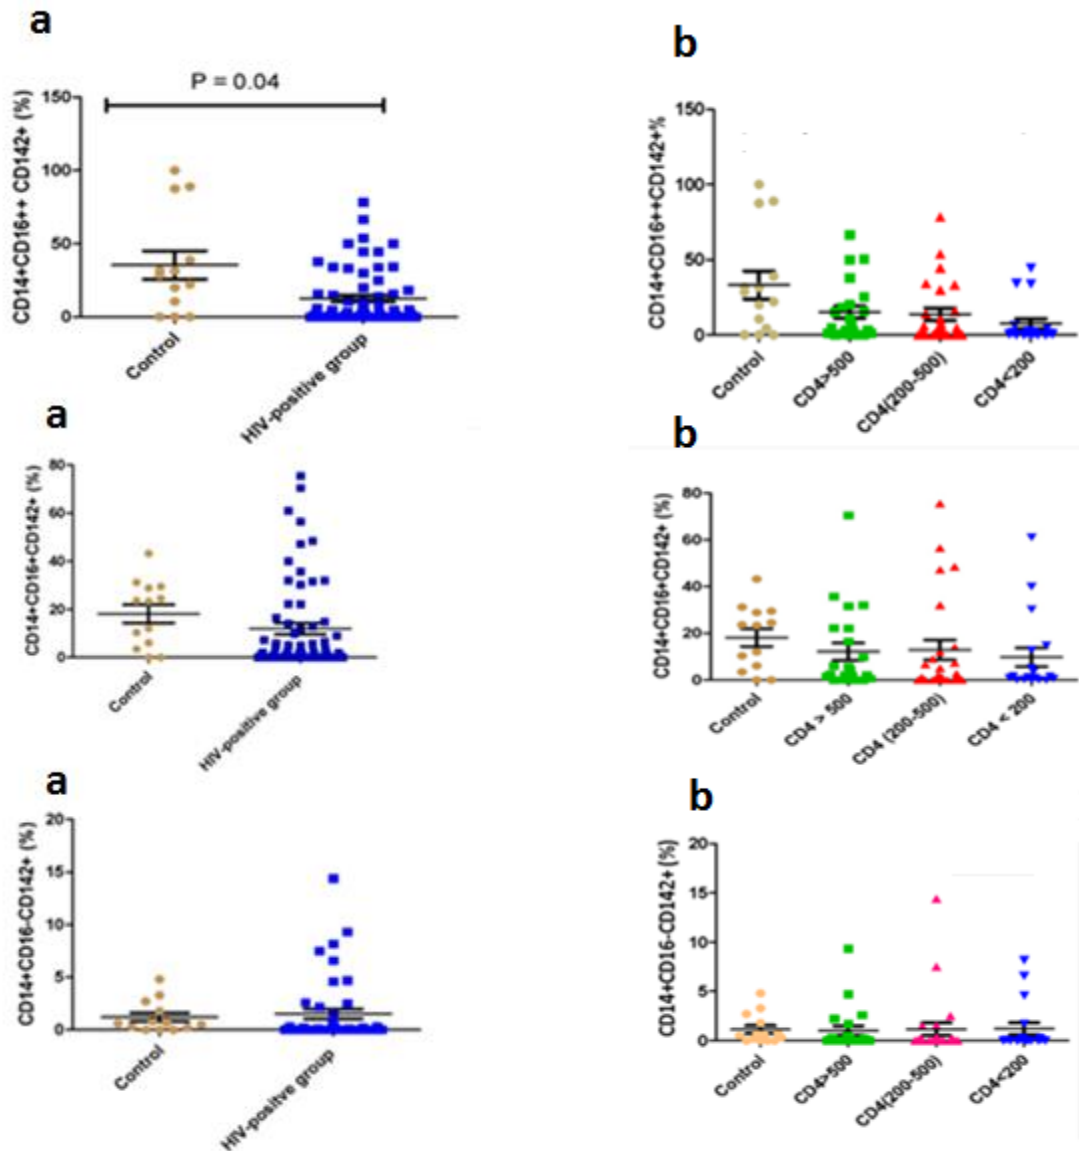 a
P = 0.04
CD14+CD16++ CD142+ (%)
150
100
50
0
Control
HIV-positive group
b
CD14+CD16++CD142+%
150
100
50
0
Control
CD4>500
CD4(200-500)
CD4<200
a
CD14+CD16+CD142+ (%)
80
60
40
20
0
Control
HIV-positive group
b
CD14+CD16+CD142+ (%)
80
60
40
20
0
Control
CD4 > 500
CD4 (200-500)
CD4 < 200
a
CD14+CD16-CD142+ (%)
20
15
10
5
0
Control
HIV-positve group
b
CD14+CD16-CD142+ (%)
20
15
10
5
0
Control
CD4>500
CD4(200-500)
CD4<200